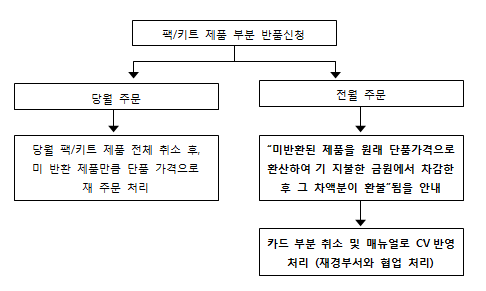 팩/키트 제품 부분 반품신청
당월 주문
전월 주문
당월 팩/키트 제품 전체 취소 후,
미 반환 제품만큼 단품 가격으로
재 주문 처리
“미반환된 제품을 원래 단품가격으로
환산하여 기 지불한 금원에서 차감한
후 그 차액분이 환불”됨을 안내
카드 부분 취소 및 매뉴얼로 CV 반영
처리 (재경부서와 협업 처리)